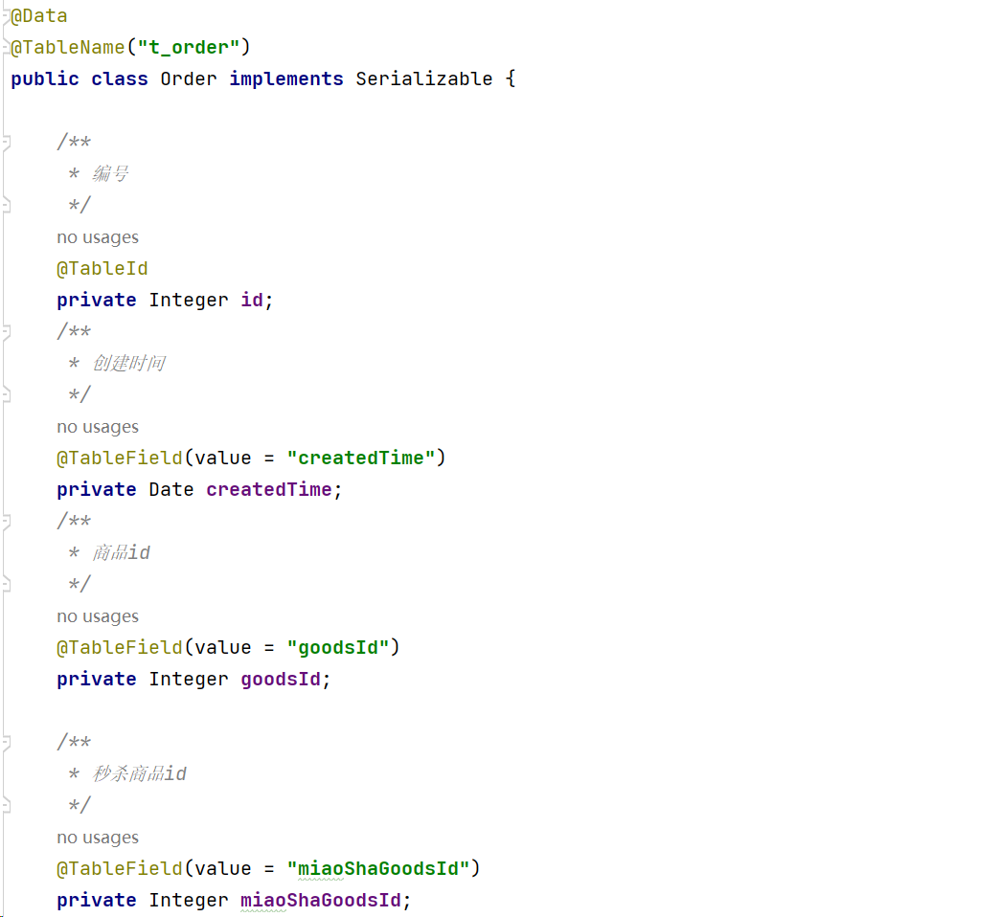 @Data
@TableName("t_order")
public class Order implements Serializable {
/**
* 编号
*/
no usages
@TableId
private Integer id;
/**
* 创建时间
*/
no usages
@TableField(value = "createdTime")
private Date createdTime;
/**
* 商品id
*/
no usages
@TableField(value = "goodsId")
private Integer goodsId;
/**
* 秒杀商品id
*/
no usages
@TableField(value = "miaoShaGoodsId")
private Integer miaoShaGoodsId;